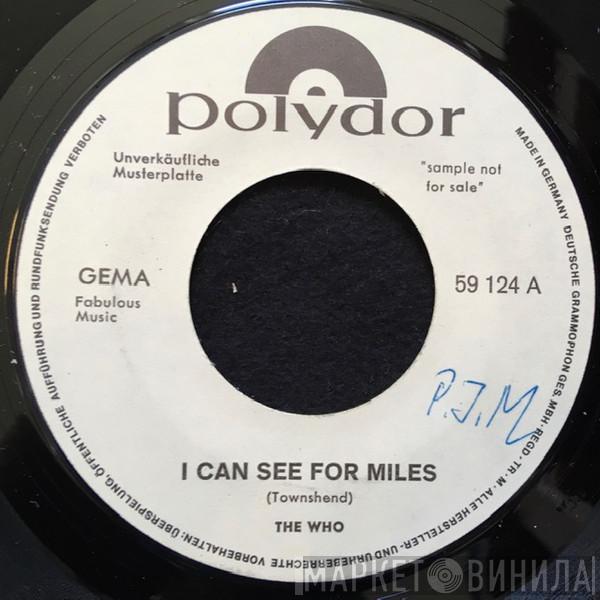 polydor
Unverkäufliche
Musterplatte
"sample not
for sale"
GEMA
Fabulous
Music
59 124 A
P.J.M
I CAN SEE FOR MILES
(Townshend)
THE WHO
MADE IN GERMANY DEUTSCHE GRAMMOPHON GES. MBH · REGD. TR. M · ALLE HERSTELLER- UND URHEBERRECHTE VORBEHALTEN: ÜBERSPIELUNG, ÖFFENTLICHE AUFFÜHRUNG UND RUNDFUNKSENDUNG VERBOTEN
МАРКЕТ ВИНИЛА